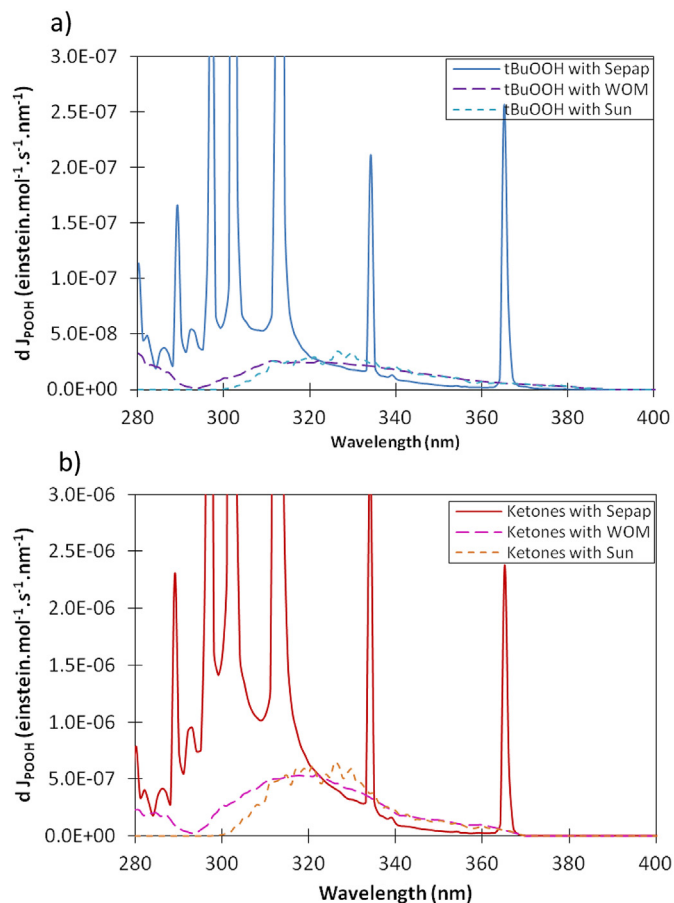 a)
3.0E-07
2.5E-07
2.0E-07
1.5E-07
1.0E-07
5.0E-08
0.0E+00
d J_POOH (einstein.mol⁻¹.s⁻¹.nm⁻¹)
tBuOOH with Sepap
tBuOOH with WOM
tBuOOH with Sun
280 300 320 340 360 380 400
Wavelength (nm)
b)
3.0E-06
2.5E-06
2.0E-06
1.5E-06
1.0E-06
5.0E-07
0.0E+00
d J_POOH (einstein.mol⁻¹.s⁻¹.nm⁻¹)
Ketones with Sepap
Ketones with WOM
Ketones with Sun
280 300 320 340 360 380 400
Wavelength (nm)